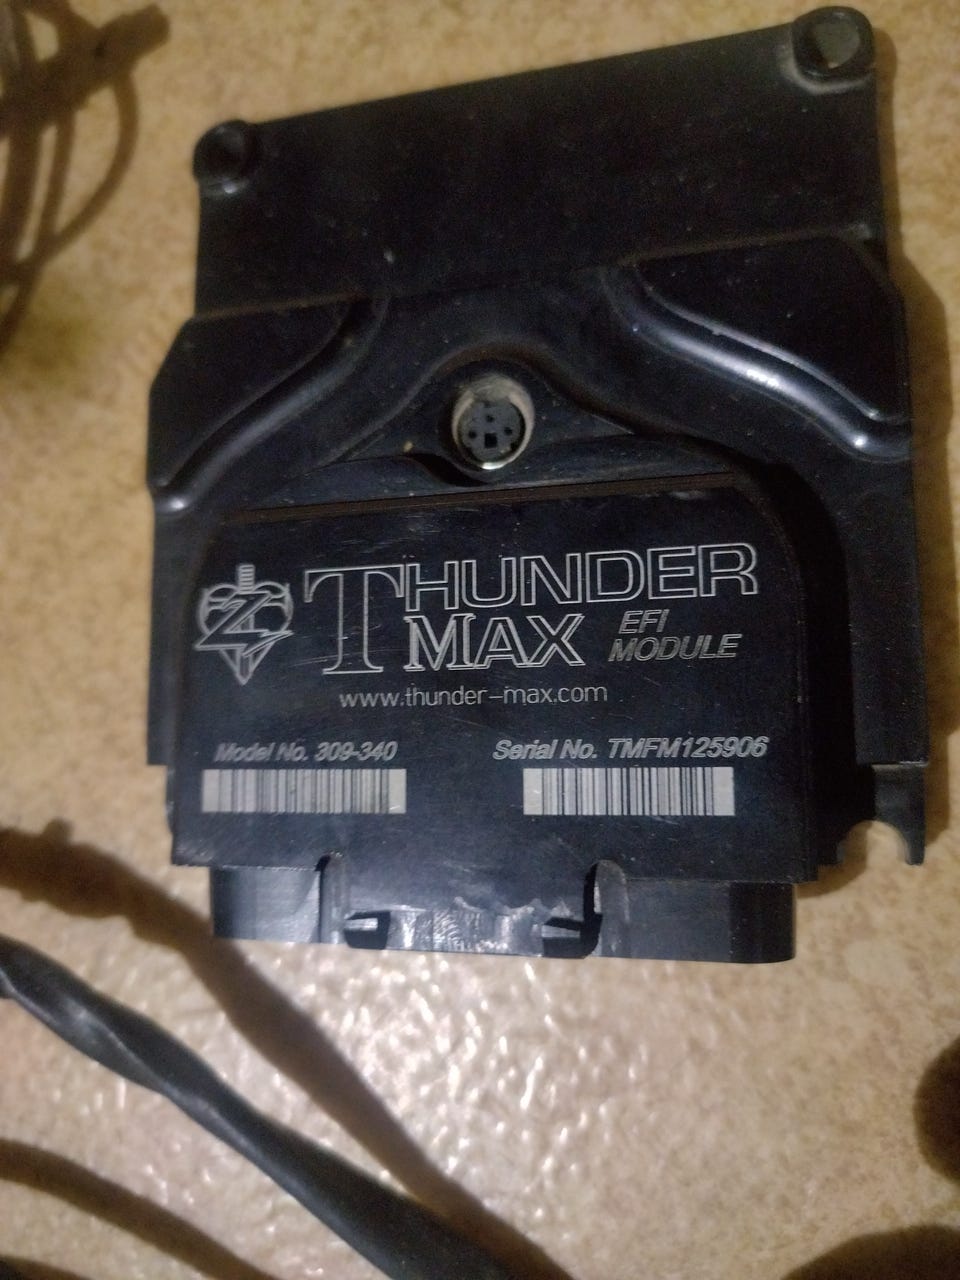 THUNDER
MAX EFI
MODULE
www.thunder-max.com
Model No. 309-340 Serial No. TMFM125906